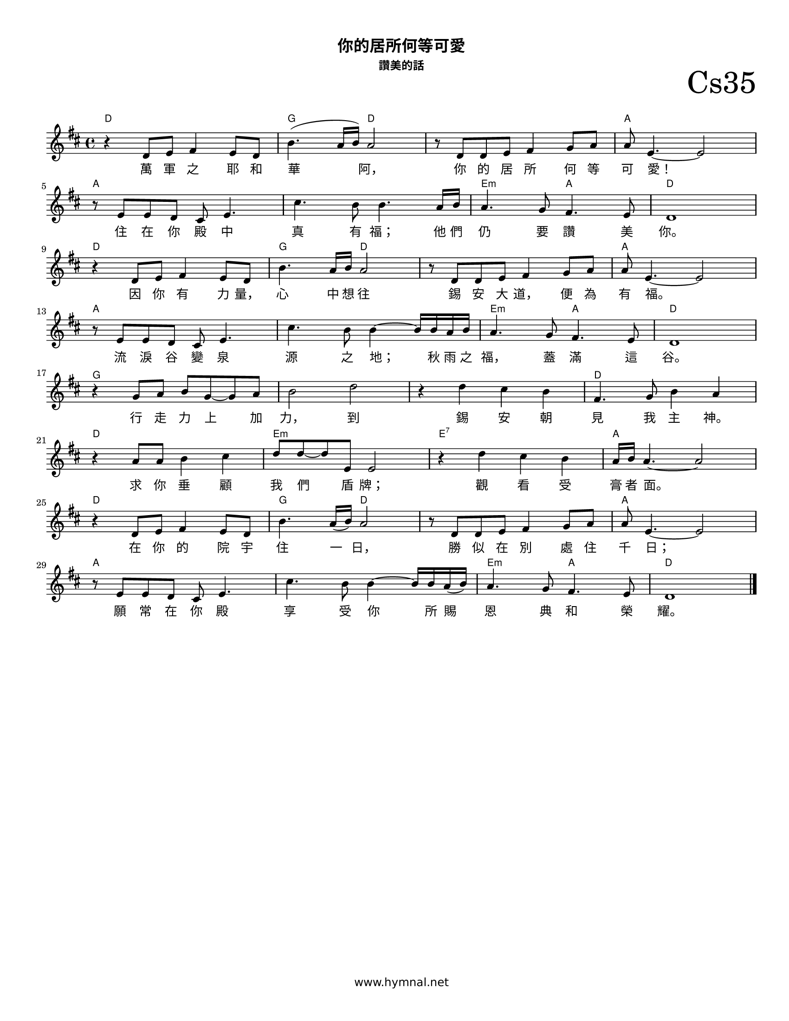 你的居所何等可愛
讚美的話
Cs35
D G D A
萬 軍 之 耶 和 華 阿， 你 的 居 所 何 等 可 愛！
5 A Em A D
住 在 你 殿 中 真 有 福； 他 們 仍 要 讚 美 你。
9 D G D A
因 你 有 力 量， 心 中 想 往 錫 安 大 道， 便 為 有 福。
13 A Em A D
流 淚 谷 變 泉 源 之 地； 秋 雨 之 福， 蓋 滿 這 谷。
17 G D
行 走 力 上 加 力， 到 錫 安 朝 見 我 主 神。
21 D Em E7 A
求 你 垂 顧 我 們 盾 牌； 觀 看 受 膏 者 面。
25 D G D A
在 你 的 院 宇 住 一 日， 勝 似 在 別 處 住 千 日；
29 A Em A D
願 常 在 你 殿 享 受 你 所 賜 恩 典 和 榮 耀。
www.hymnal.net